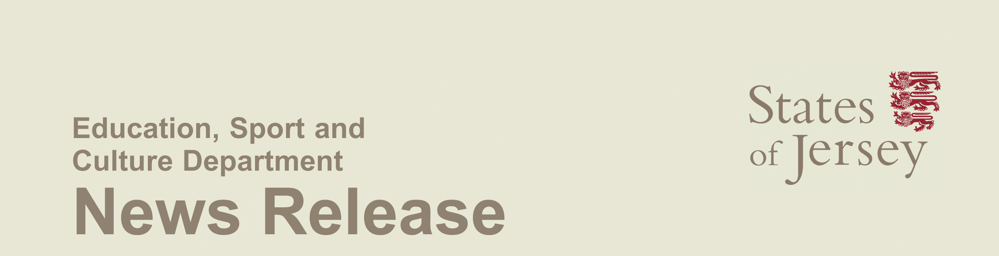 Education, Sport and
Culture Department
News Release
States
of Jersey